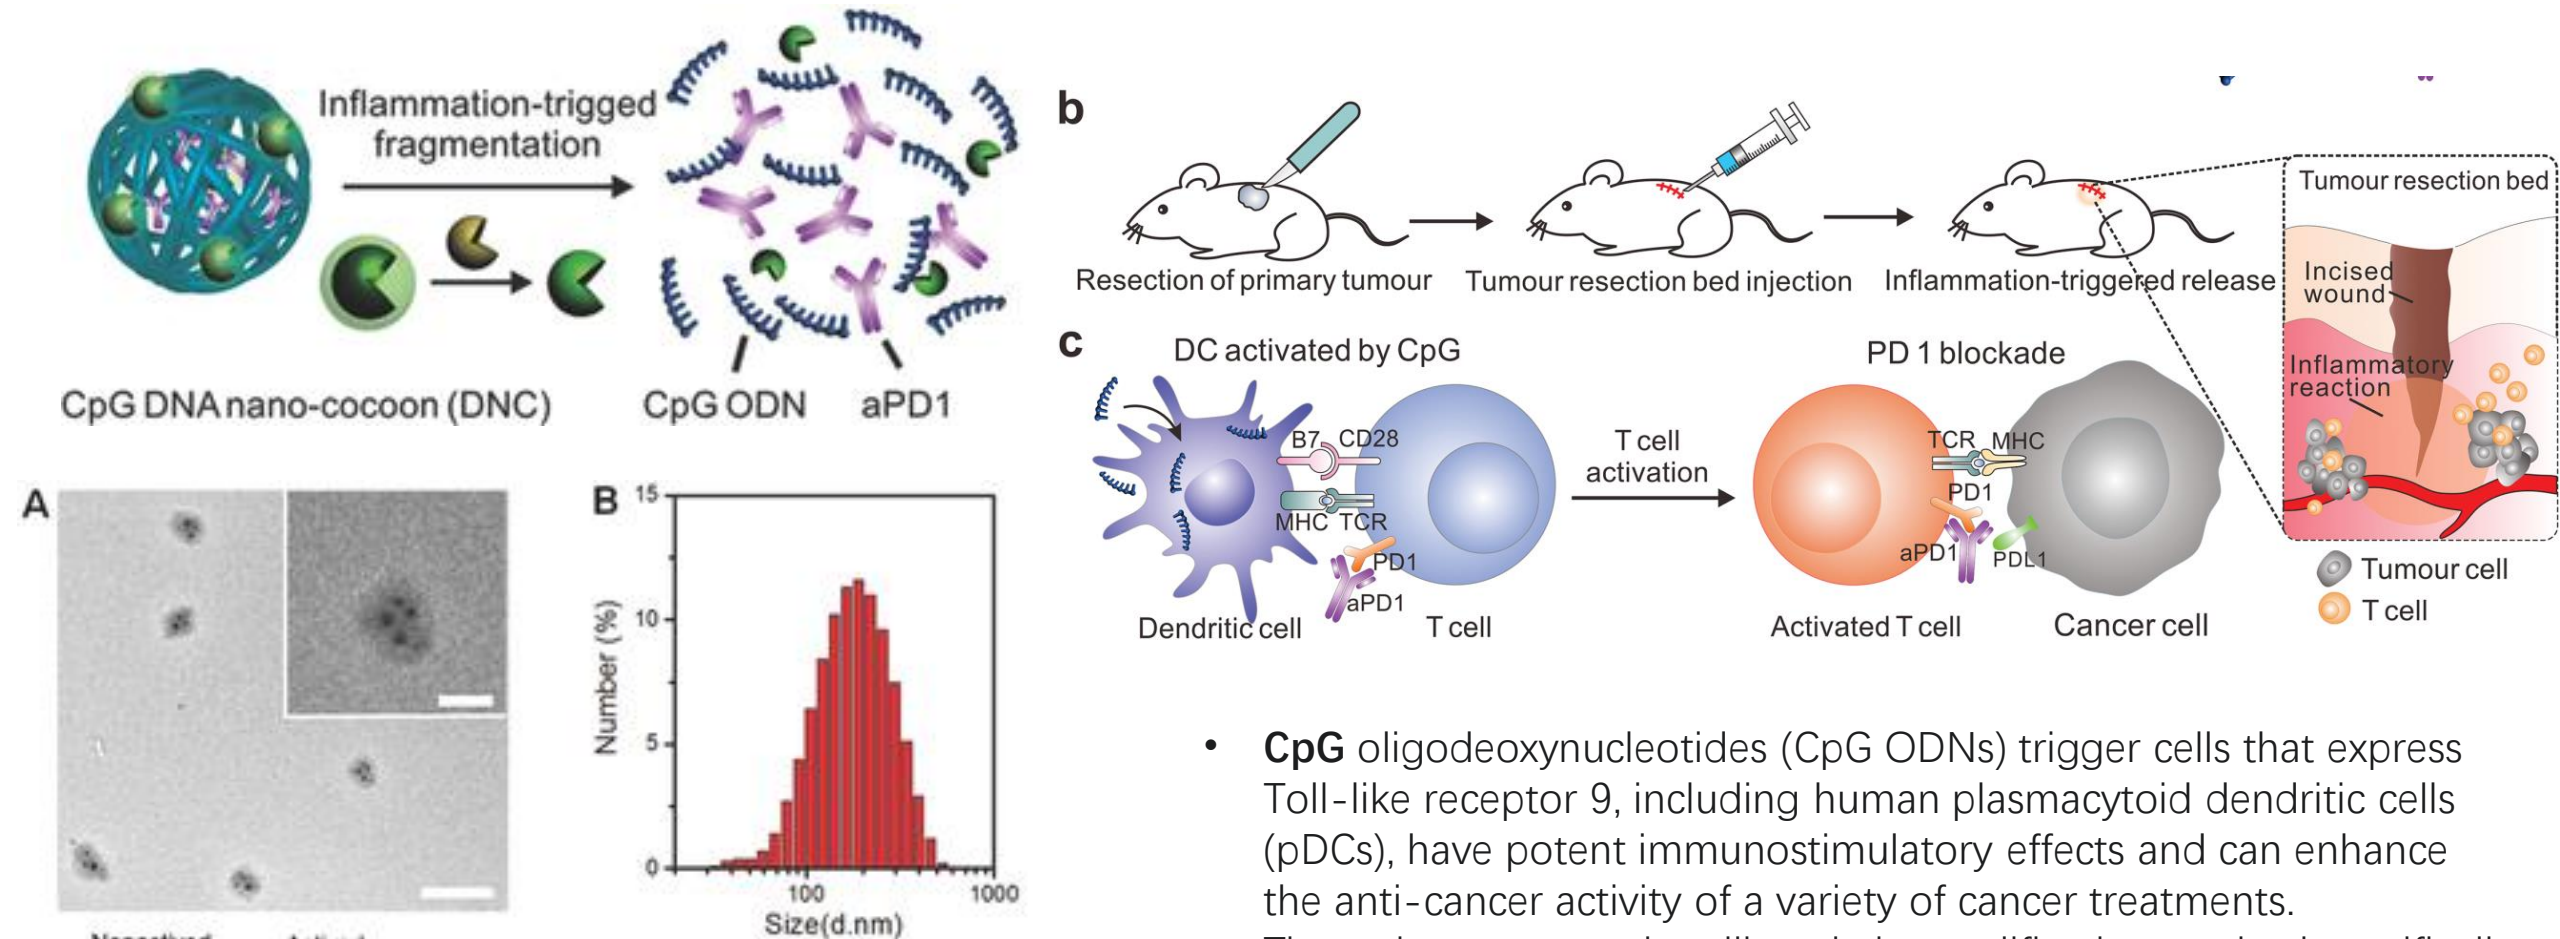 Inflammation-trigged
fragmentation
CpG DNA nano-cocoon (DNC)
CpG ODN
aPD1
A
B
15
10
5
0
Number (%)
100
1000
Size(d.nm)
b
Resection of primary tumour
Tumour resection bed injection
Inflammation-triggered release
Tumour resection bed
Incised
wound
Inflammatory
reaction
Tumour cell
T cell
c
DC activated by CpG
B7
CD28
MHC
TCR
PD1
aPD1
Dendritic cell
T cell
T cell
activation
PD 1 blockade
TCR
MHC
PD1
aPD1
PDL1
Activated T cell
Cancer cell
• CpG oligodeoxynucleotides (CpG ODNs) trigger cells that express
Toll-like receptor 9, including human plasmacytoid dendritic cells
(pDCs), have potent immunostimulatory effects and can enhance
the anti-cancer activity of a variety of cancer treatments.